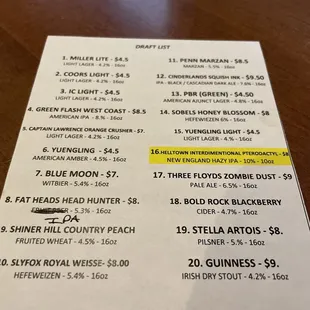 DRAFT LIST
1. MILLER LITE - $4.5
LIGHT LAGER - 4.2% - 16oz
2. COORS LIGHT - $4.5
LIGHT LAGER - 4.2% - 16oz
3. IC LIGHT - $4.5
LIGHT LAGER - 4.2% - 16oz
4. GREEN FLASH WEST COAST - $8.5
AMERICAN IPA - 8.% - 16oz
5. CAPTAIN LAWRENCE ORANGE CRUSHER - $7.
LIGHT LAGER - 4.2% - 16oz
6. YUENGLING - $4.5
AMERICAN AMBER - 4.5% - 16oz
7. BLUE MOON - $7.
WITBIER - 5.4% - 16oz
8. FAT HEADS HEAD HUNTER - $8.
- 5.3% - 16oz
IPA
9. SHINER HILL COUNTRY PEACH
FRUITED WHEAT - 4.5% - 16oz
10. SLYFOX ROYAL WEISSE- $8.00
HEFEWEIZEN - 5.4% - 16oz
11. PENN MARZAN - $8.5
MARZAN - 5.5% - 16oz
12. CINDERLANDS SQUISH INK - $9.50
IPA - BLACK / CASCADIAN DARK ALE - 7.6% - 16oz
13. PBR (GREEN) - $4.50
AMERICAN AJUNCT LAGER - 4.8% - 16oz
14. SOBELS HONEY BLOSSOM - $8
HEFEWEIZEN 6% - 16oz
15. YUENGLING LIGHT - $4.5
LIGHT LAGER - 4.% - 16oz
16. HELLTOWN INTERDIMENTIONAL PTERODACTYL - $8
NEW ENGLAND HAZY IPA - 10% - 10oz
17. THREE FLOYDS ZOMBIE DUST - $9
PALE ALE - 6.5% - 16oz
18. BOLD ROCK BLACKBERRY
CIDER - 4.7% - 16oz
19. STELLA ARTOIS - $8.
PILSNER - 5.% - 16oz
20. GUINNESS - $9.
IRISH DRY STOUT - 4.2% - 16oz